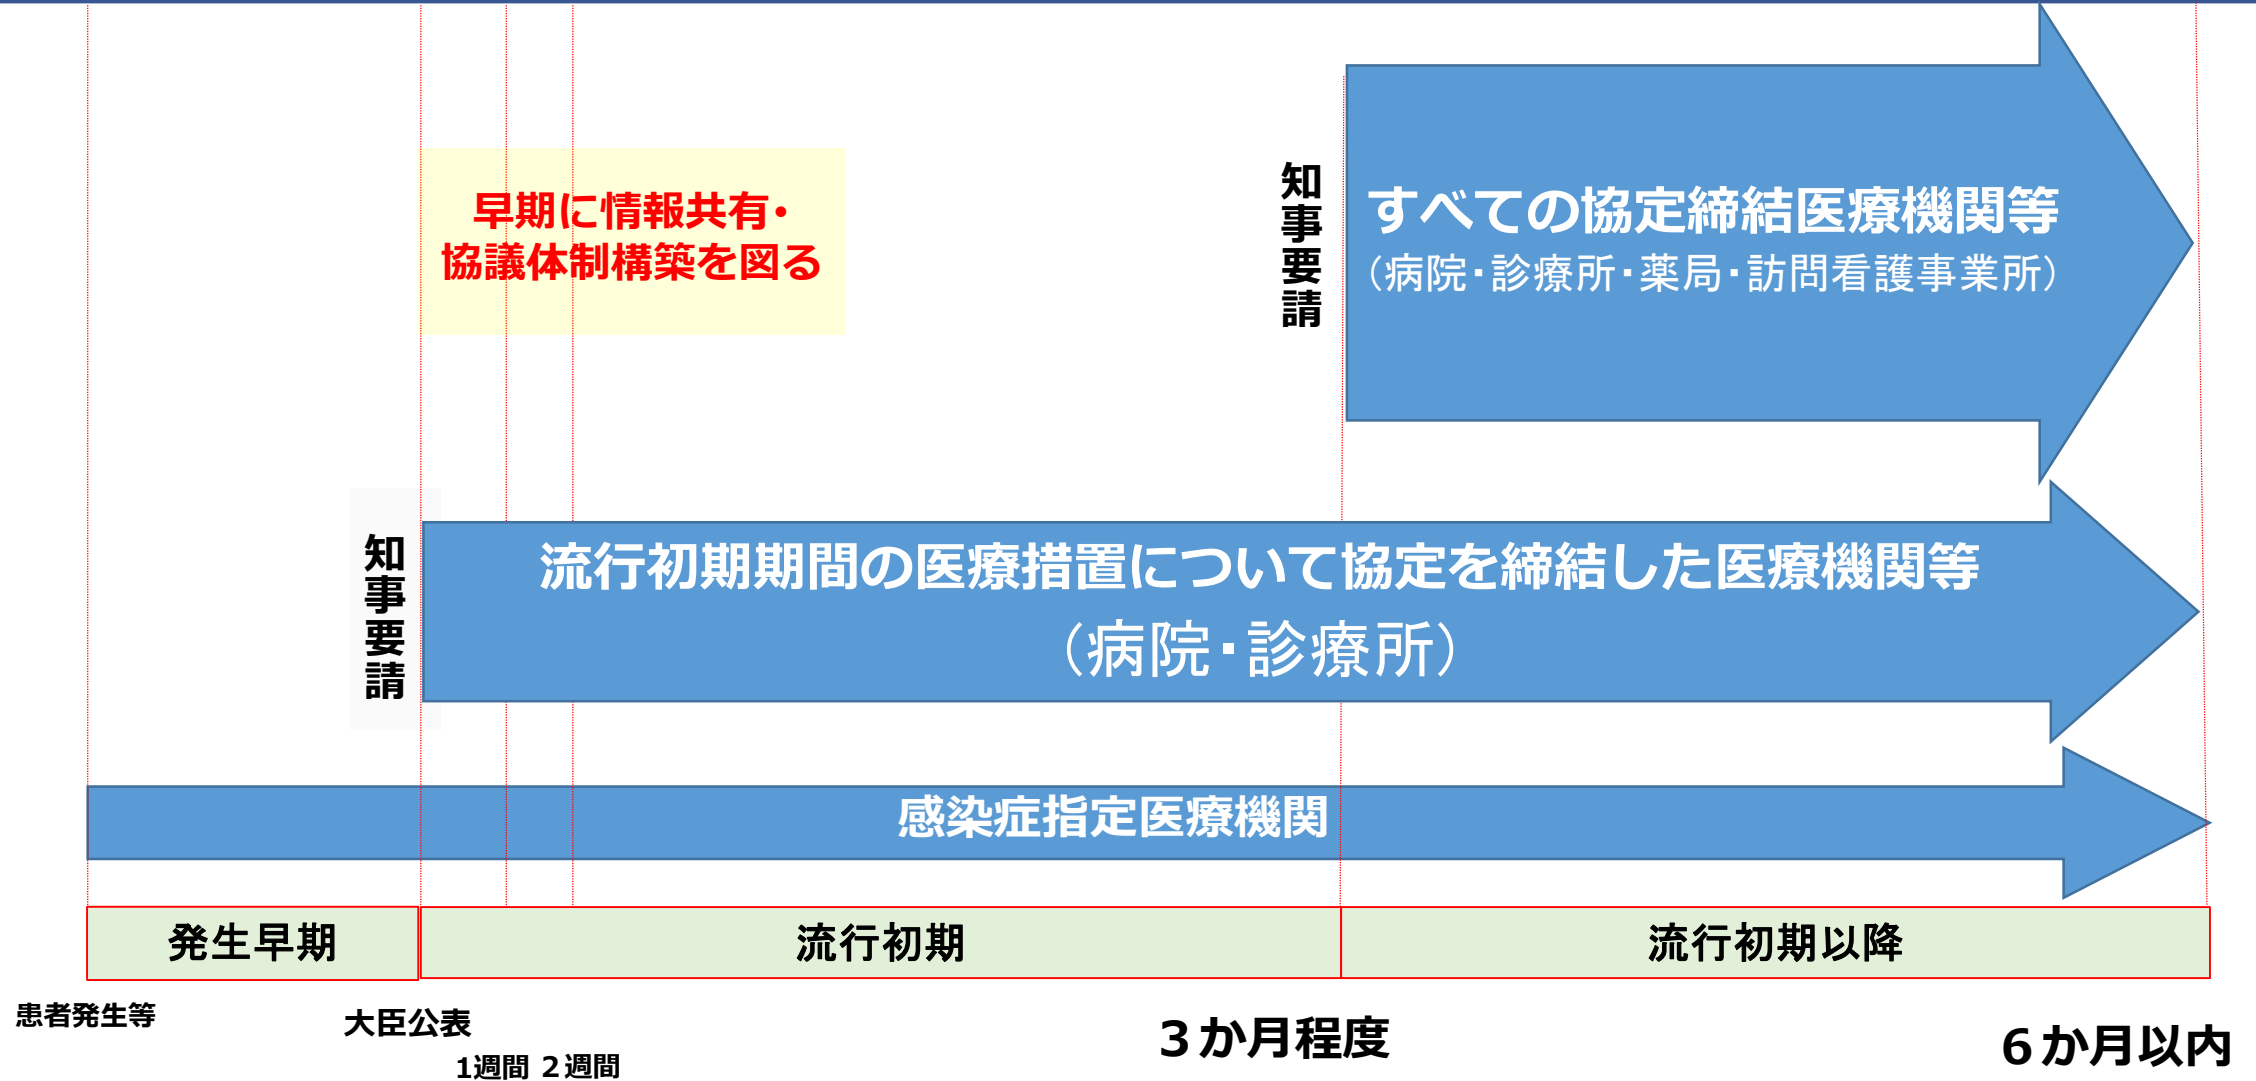 早期に情報共有・
協議体制構築を図る
知事要請
すべての協定締結医療機関等
（病院・診療所・薬局・訪問看護事業所）
知事要請
流行初期期間の医療措置について協定を締結した医療機関等
（病院・診療所）
感染症指定医療機関
発生早期
流行初期
流行初期以降
患者発生等
大臣公表
1週間
２週間
３か月程度
６か月以内